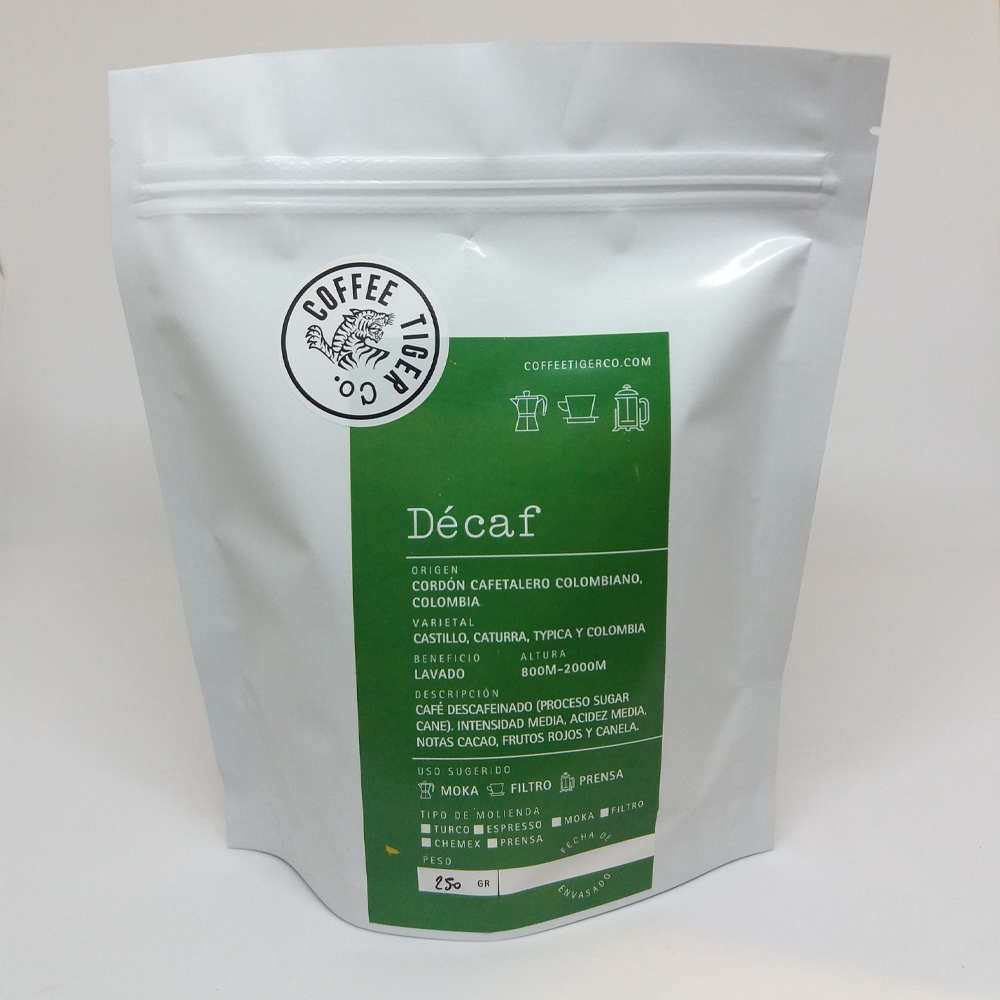 COFFEE TIGER Co.
COFFEETIGERCO.COM
Décaf
ORIGEN
CORDÓN CAFETALERO COLOMBIANO,
COLOMBIA
VARIETAL
CASTILLO, CATURRA, TYPICA Y COLOMBIA
BENEFICIO ALTURA
LAVADO 800M-2000M
DESCRIPCIÓN
CAFÉ DESCAFEINADO (PROCESO SUGAR
CANE). INTENSIDAD MEDIA, ACIDEZ MEDIA,
NOTAS CACAO, FRUTOS ROJOS Y CANELA.
USO SUGERIDO
MOKA FILTRO PRENSA
TIPO DE MOLIENDA
TURCO ESPRESSO MOKA FILTRO
CHEMEX PRENSA
PESO
250 GR
FECHA DE
ENVASADO